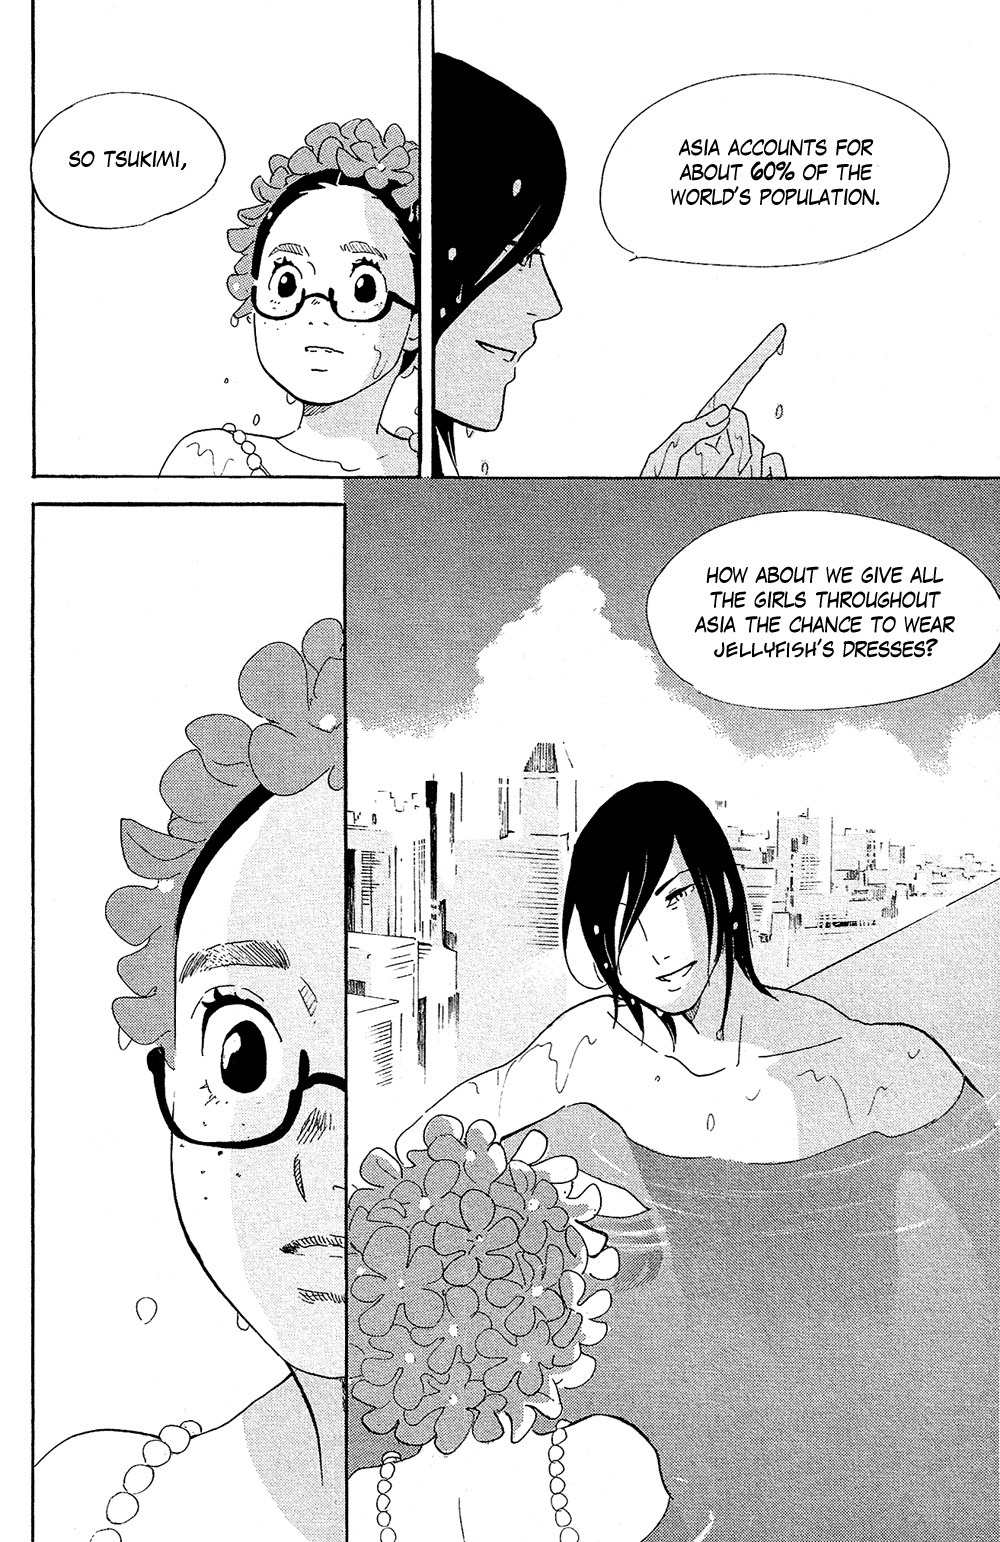 ASIA ACCOUNTS FOR
ABOUT 60% OF THE
WORLD'S POPULATION.
SO TSUKIMI,
HOW ABOUT WE GIVE ALL
THE GIRLS THROUGHOUT
ASIA THE CHANCE TO WEAR
JELLYFISH'S DRESSES?